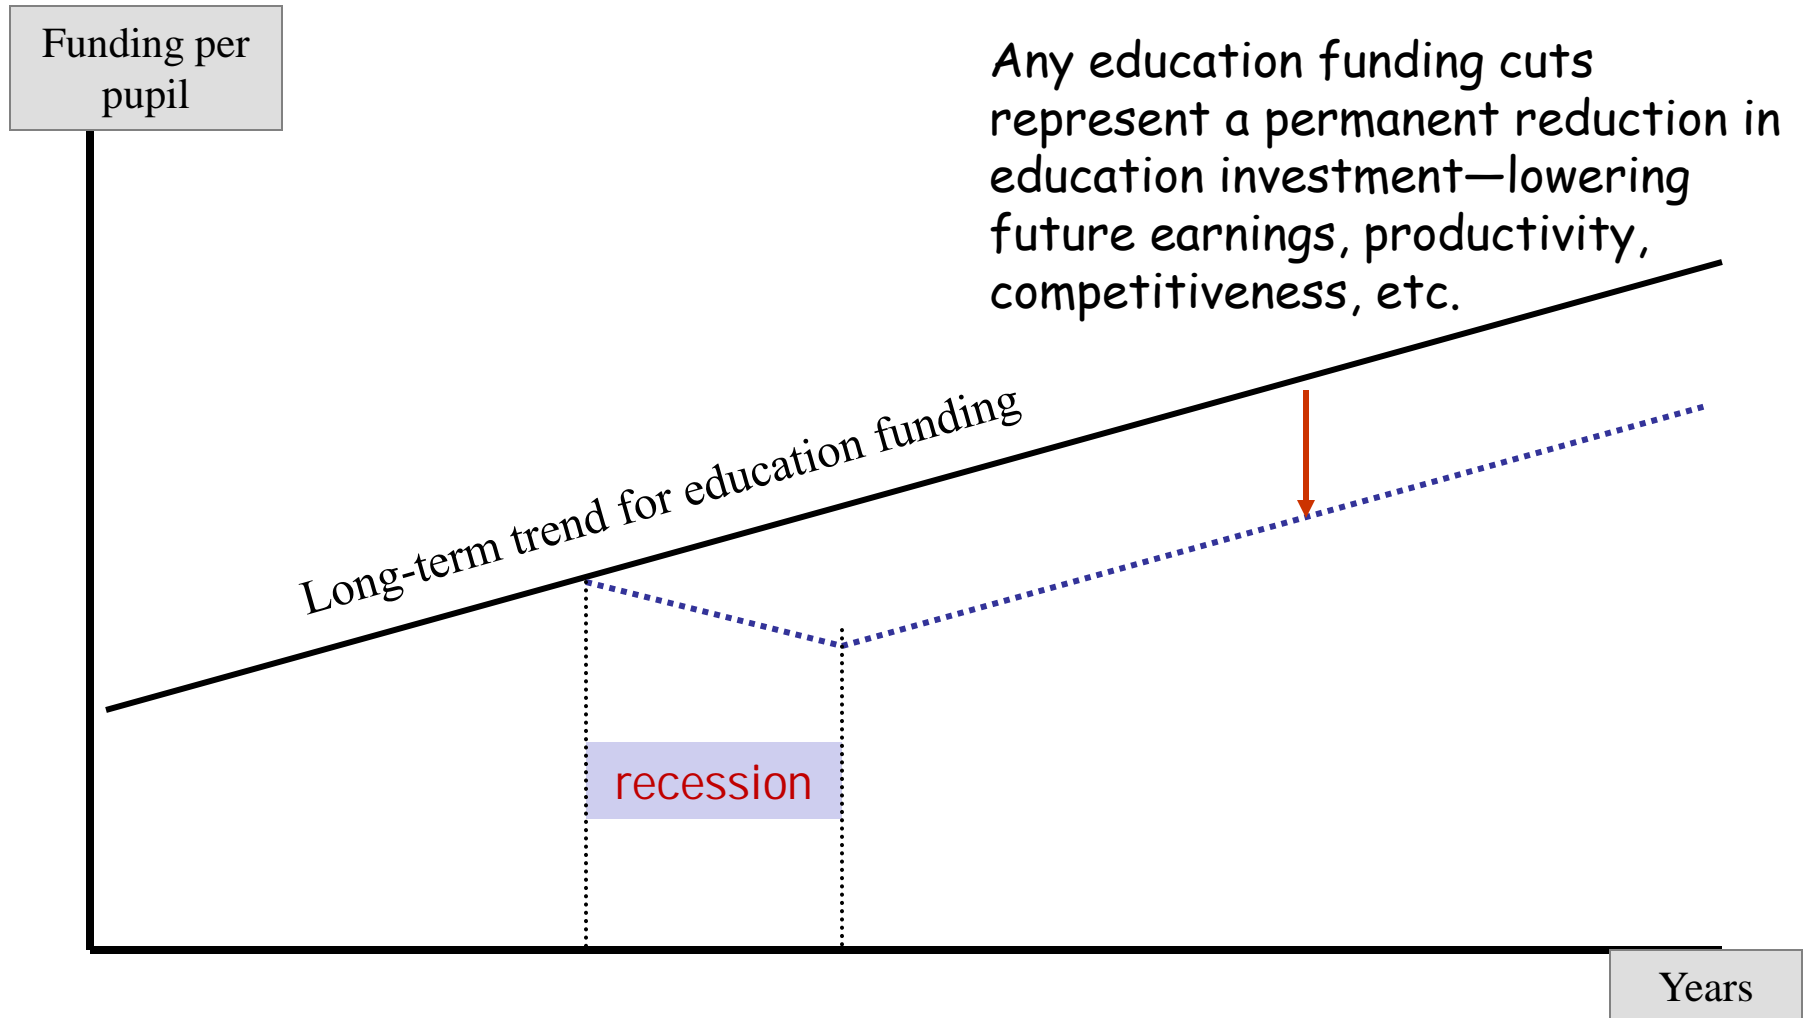 Funding per
pupil
Any education funding cuts
represent a permanent reduction in
education investment—lowering
future earnings, productivity,
competitiveness, etc.
Long-term trend for education funding
recession
Years